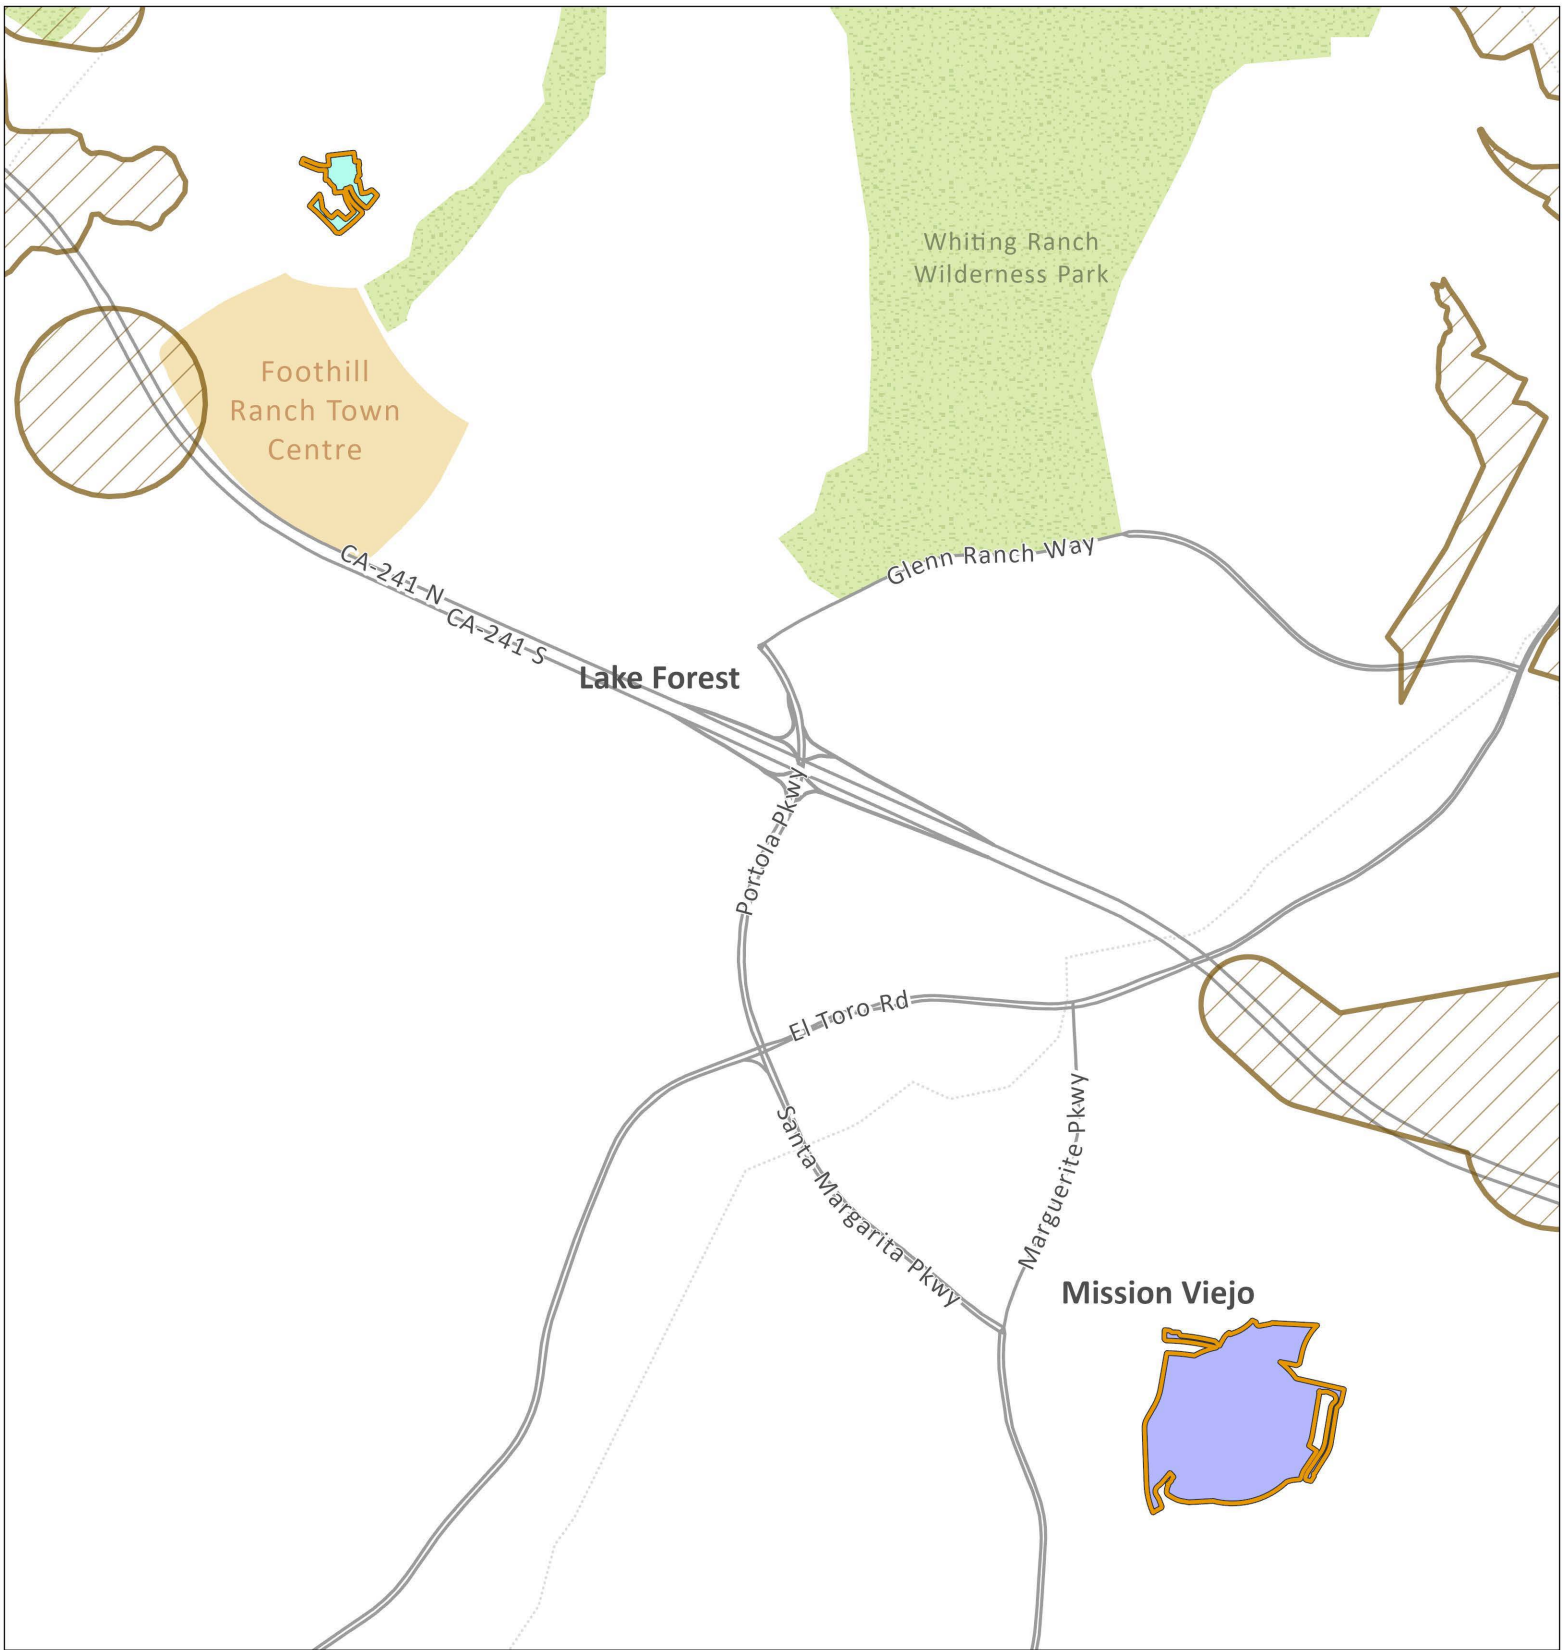 Whiting Ranch
Wilderness Park
Foothill
Ranch Town
Centre
Glenn Ranch Way
CA-241 N
CA-241 S
Lake Forest
Portola Pkwy
El Toro Rd
Marguerite Pkwy
Santa Margarita Pkwy
Mission Viejo